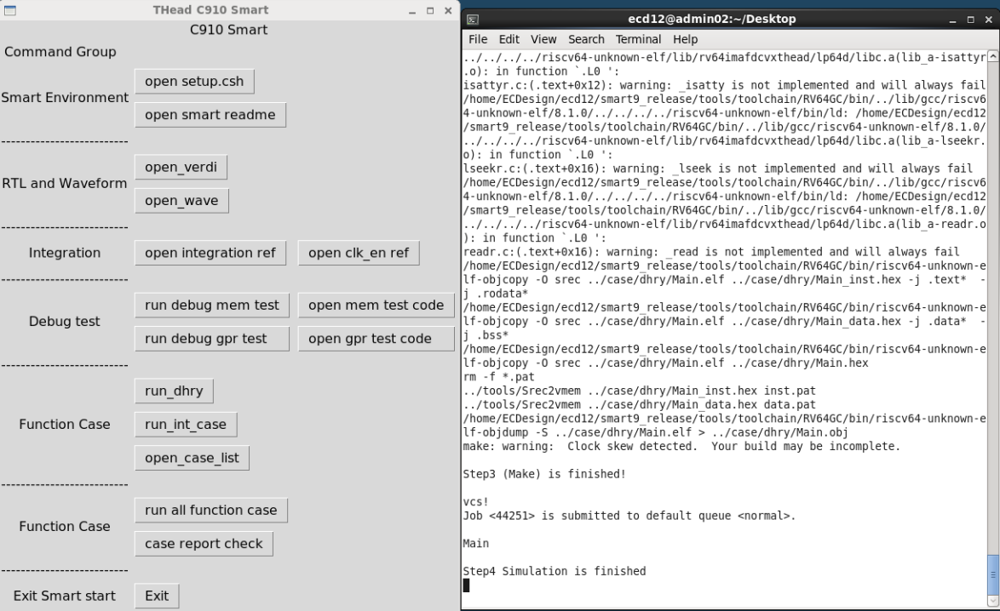 THead C910 Smart
C910 Smart
Command Group
Smart Environment
open setup.csh
open smart readme
------------------------
RTL and Waveform
open_verdi
open_wave
------------------------
Integration
open integration ref
open clk_en ref
------------------------
Debug test
run debug mem test
open mem test code
run debug gpr test
open gpr test code
------------------------
Function Case
run_dhry
run_int_case
open_case_list
------------------------
Function Case
run all function case
case report check
------------------------
Exit Smart start
Exit
ecd12@admin02:~/Desktop
File Edit View Search Terminal Help
../../../../riscv64-unknown-elf/lib/rv64imafdcvxthead/lp64d/libc.a(lib_a-isattyr
.o): in function `.L0 ':
isattyr.c:(.text+0x12): warning: _isatty is not implemented and will always fail
/home/ECDesign/ecd12/smart9_release/tools/toolchain/RV64GC/bin/../lib/gcc/riscv6
4-unknown-elf/8.1.0/../../../../riscv64-unknown-elf/bin/ld: /home/ECDesign/ecd12
/smart9_release/tools/toolchain/RV64GC/bin/../lib/gcc/riscv64-unknown-elf/8.1.0/
../../../../riscv64-unknown-elf/lib/rv64imafdcvxthead/lp64d/libc.a(lib_a-lseekr.
o): in function `.L0 ':
lseekr.c:(.text+0x16): warning: _lseek is not implemented and will always fail
/home/ECDesign/ecd12/smart9_release/tools/toolchain/RV64GC/bin/../lib/gcc/riscv6
4-unknown-elf/8.1.0/../../../../riscv64-unknown-elf/bin/ld: /home/ECDesign/ecd12
/smart9_release/tools/toolchain/RV64GC/bin/../lib/gcc/riscv64-unknown-elf/8.1.0/
../../../../riscv64-unknown-elf/lib/rv64imafdcvxthead/lp64d/libc.a(lib_a-readr.o
): in function `.L0 ':
readr.c:(.text+0x16): warning: _read is not implemented and will always fail
/home/ECDesign/ecd12/smart9_release/tools/toolchain/RV64GC/bin/riscv64-unknown-e
lf-objcopy -O srec ../case/dhry/Main.elf ../case/dhry/Main_inst.hex -j .text*  -
j .rodata*
/home/ECDesign/ecd12/smart9_release/tools/toolchain/RV64GC/bin/riscv64-unknown-e
lf-objcopy -O srec ../case/dhry/Main.elf ../case/dhry/Main_data.hex -j .data*  -
j .bss*
/home/ECDesign/ecd12/smart9_release/tools/toolchain/RV64GC/bin/riscv64-unknown-e
lf-objcopy -O srec ../case/dhry/Main.elf ../case/dhry/Main.hex
rm -f *.pat
../tools/Srec2vmem ../case/dhry/Main_inst.hex inst.pat
../tools/Srec2vmem ../case/dhry/Main_data.hex data.pat
/home/ECDesign/ecd12/smart9_release/tools/toolchain/RV64GC/bin/riscv64-unknown-e
lf-objdump -S ../case/dhry/Main.elf > ../case/dhry/Main.obj
make: warning:  Clock skew detected.  Your build may be incomplete.
Step3 (Make) is finished!
vcs!
Job <44251> is submitted to default queue <normal>.
Main
Step4 Simulation is finished